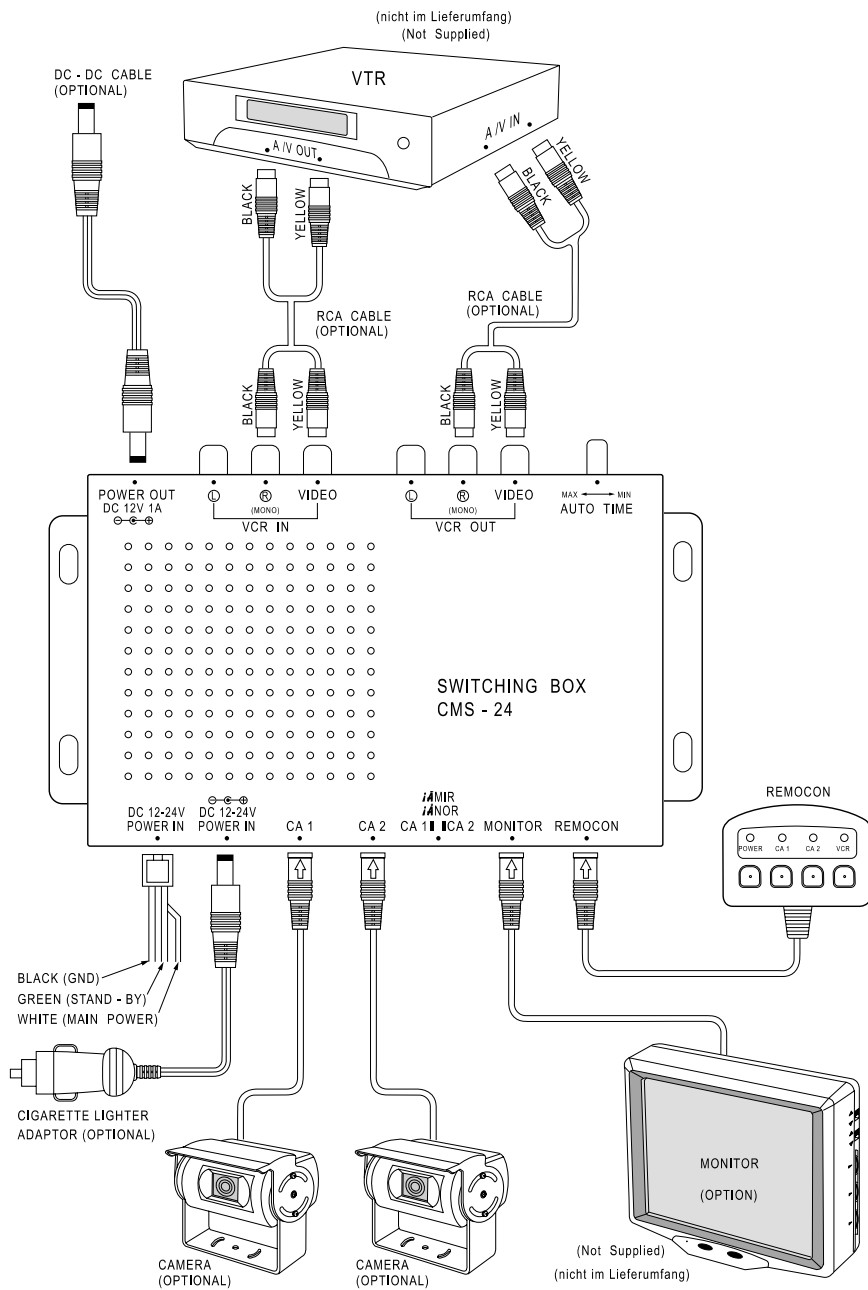 (nicht im Lieferumfang)
(Not Supplied)
VTR
DC - DC CABLE
(OPTIONAL)
A /V OUT
A /V IN
BLACK
YELLOW
BLACK
YELLOW
RCA CABLE
(OPTIONAL)
RCA CABLE
(OPTIONAL)
BLACK
YELLOW
BLACK
YELLOW
POWER OUT
DC 12V 1A
L
R
VIDEO
(MONO)
VCR IN
L
R
VIDEO
(MONO)
VCR OUT
MAX
MIN
AUTO TIME
SWITCHING BOX
CMS - 24
DC 12-24V
POWER IN
DC 12-24V
POWER IN
CA 1
CA 2
MIR
NOR
CA 1
CA 2
MONITOR
REMOCON
REMOCON
POWER
CA 1
CA 2
VCR
BLACK (GND)
GREEN (STAND - BY)
WHITE (MAIN POWER)
CIGARETTE LIGHTER
ADAPTOR (OPTIONAL)
CAMERA
(OPTIONAL)
CAMERA
(OPTIONAL)
MONITOR
(OPTION)
(Not Supplied)
(nicht im Lieferumfang)